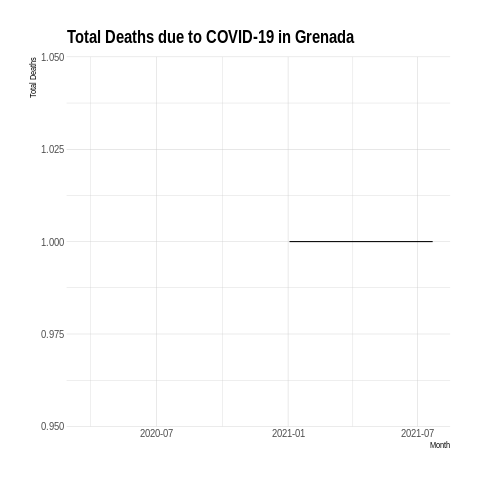 Total Deaths due to COVID-19 in Grenada
Total Deaths
1.050
1.025
1.000
0.975
0.950
2020-07 2021-01 2021-07
Month